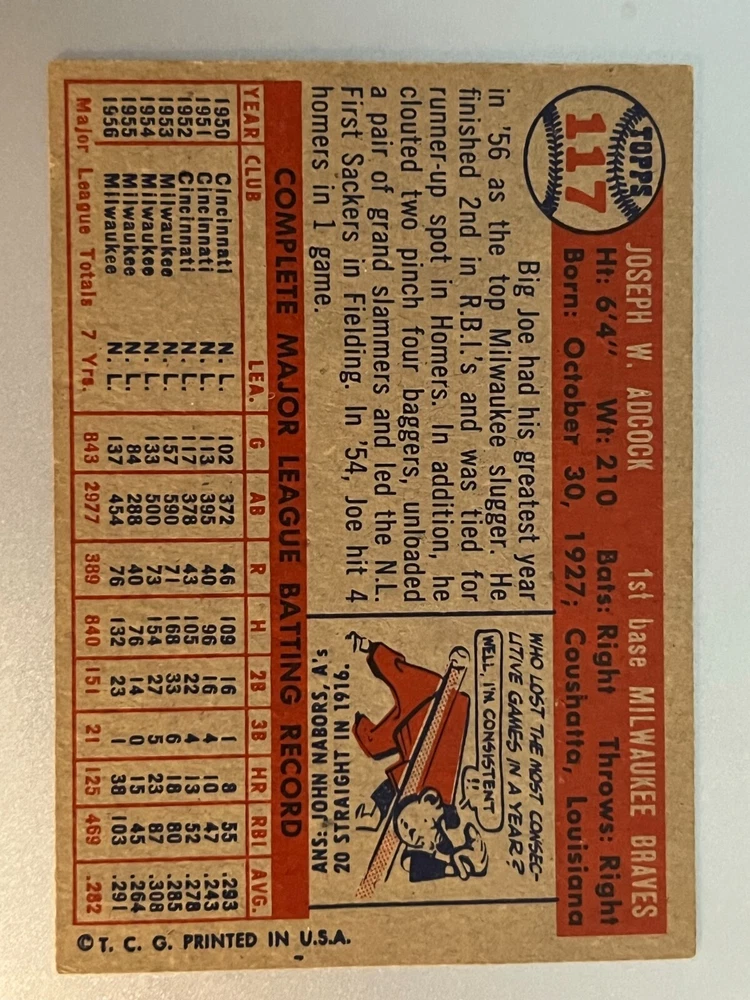 TOPPS
117
JOSEPH W. ADCOCK 1st base MILWAUKEE BRAVES
Ht: 6'4" Wt: 210 Bats: Right Throws: Right
Born: October 30, 1927; Coushatta, Louisiana
Big Joe had his greatest year
in '56 as the top Milwaukee slugger. He
finished 2nd in R.B.I.'s and was tied for
runner-up spot in Homers. In addition, he
clouted two pinch four baggers, unloaded
a pair of grand slammers and led the N.L.
First Sackers in Fielding. In '54, Joe hit 4
homers in 1 game.
WHO LOST THE MOST CONSEC-
UTIVE GAMES IN A YEAR?
WELL, I'M CONSISTENT
!!
ANS: JOHN NABORS, A's
20 STRAIGHT IN 1916.
COMPLETE MAJOR LEAGUE BATTING RECORD
YEAR CLUB LEA. G AB R H 2B 3B HR RBI AVG.
1950 Cincinnati N. L. 102 372 46 109 16 1 8 55 .293
1951 Cincinnati N. L. 113 395 40 96 16 4 10 47 .243
1952 Cincinnati N. L. 117 378 43 105 22 4 13 52 .278
1953 Milwaukee N. L. 157 590 71 168 33 6 18 80 .285
1954 Milwaukee N. L. 133 500 73 154 27 5 23 87 .308
1955 Milwaukee N. L. 84 288 40 76 14 0 15 45 .264
1956 Milwaukee N. L. 137 454 76 132 23 1 38 103 .291
Major League Totals 7 Yrs. 843 2977 389 840 151 21 125 469 .282
© T. C. G. PRINTED IN U.S.A.